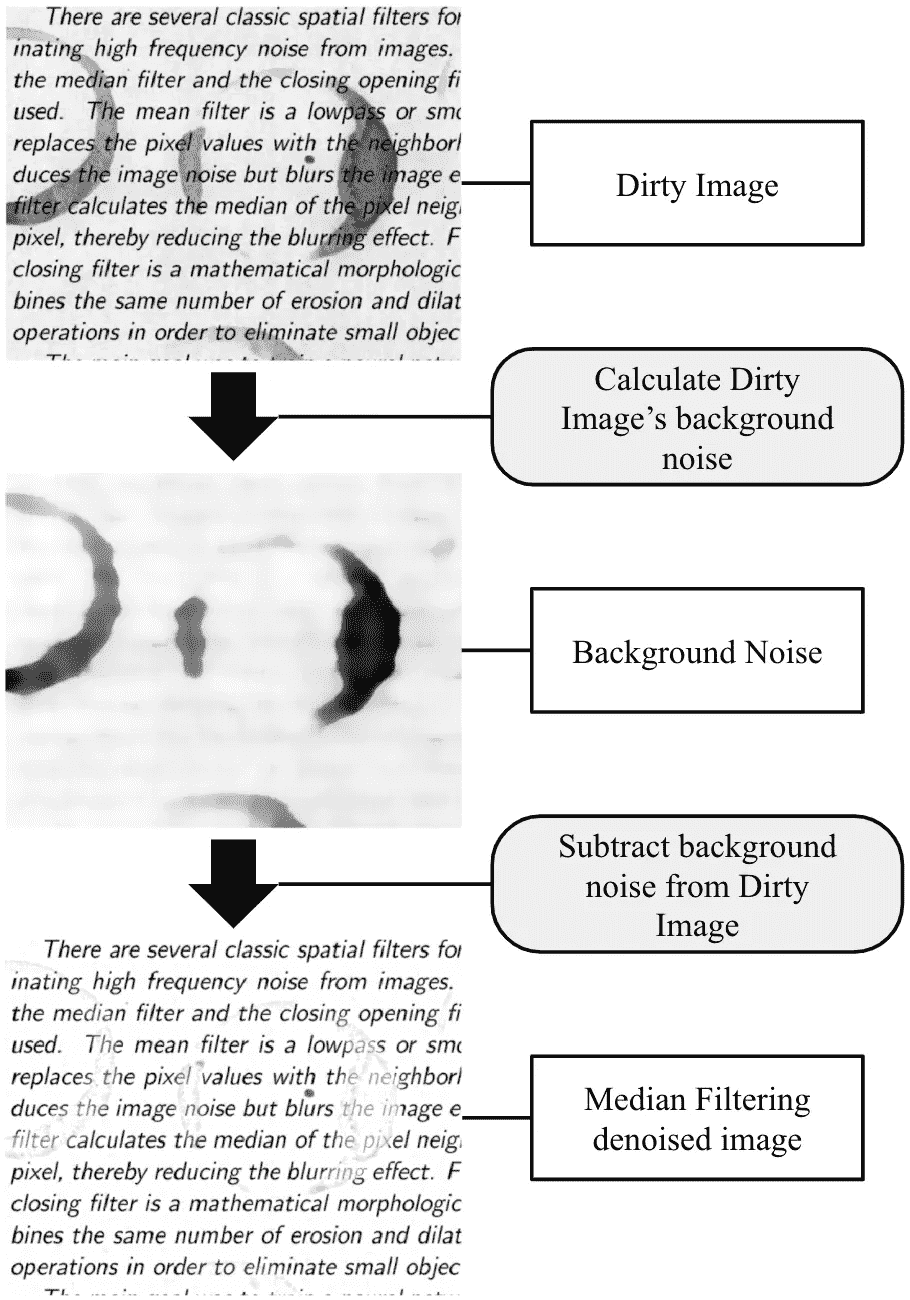 There are several classic spatial filters for
inating high frequency noise from images.
the median filter and the closing opening fi
used. The mean filter is a lowpass or smo
replaces the pixel values with the neighborh
duces the image noise but blurs the image e
filter calculates the median of the pixel neig
pixel, thereby reducing the blurring effect. F
closing filter is a mathematical morphologic
bines the same number of erosion and dilat
operations in order to eliminate small objec
Dirty Image
Calculate Dirty
Image's background
noise
Background Noise
Subtract background
noise from Dirty
Image
There are several classic spatial filters for
inating high frequency noise from images.
the median filter and the closing opening fi
used. The mean filter is a lowpass or smo
replaces the pixel values with the neighborh
duces the image noise but blurs the image e
filter calculates the median of the pixel neig
pixel, thereby reducing the blurring effect. F
closing filter is a mathematical morphologic
bines the same number of erosion and dilat
operations in order to eliminate small objec
Median Filtering
denoised image